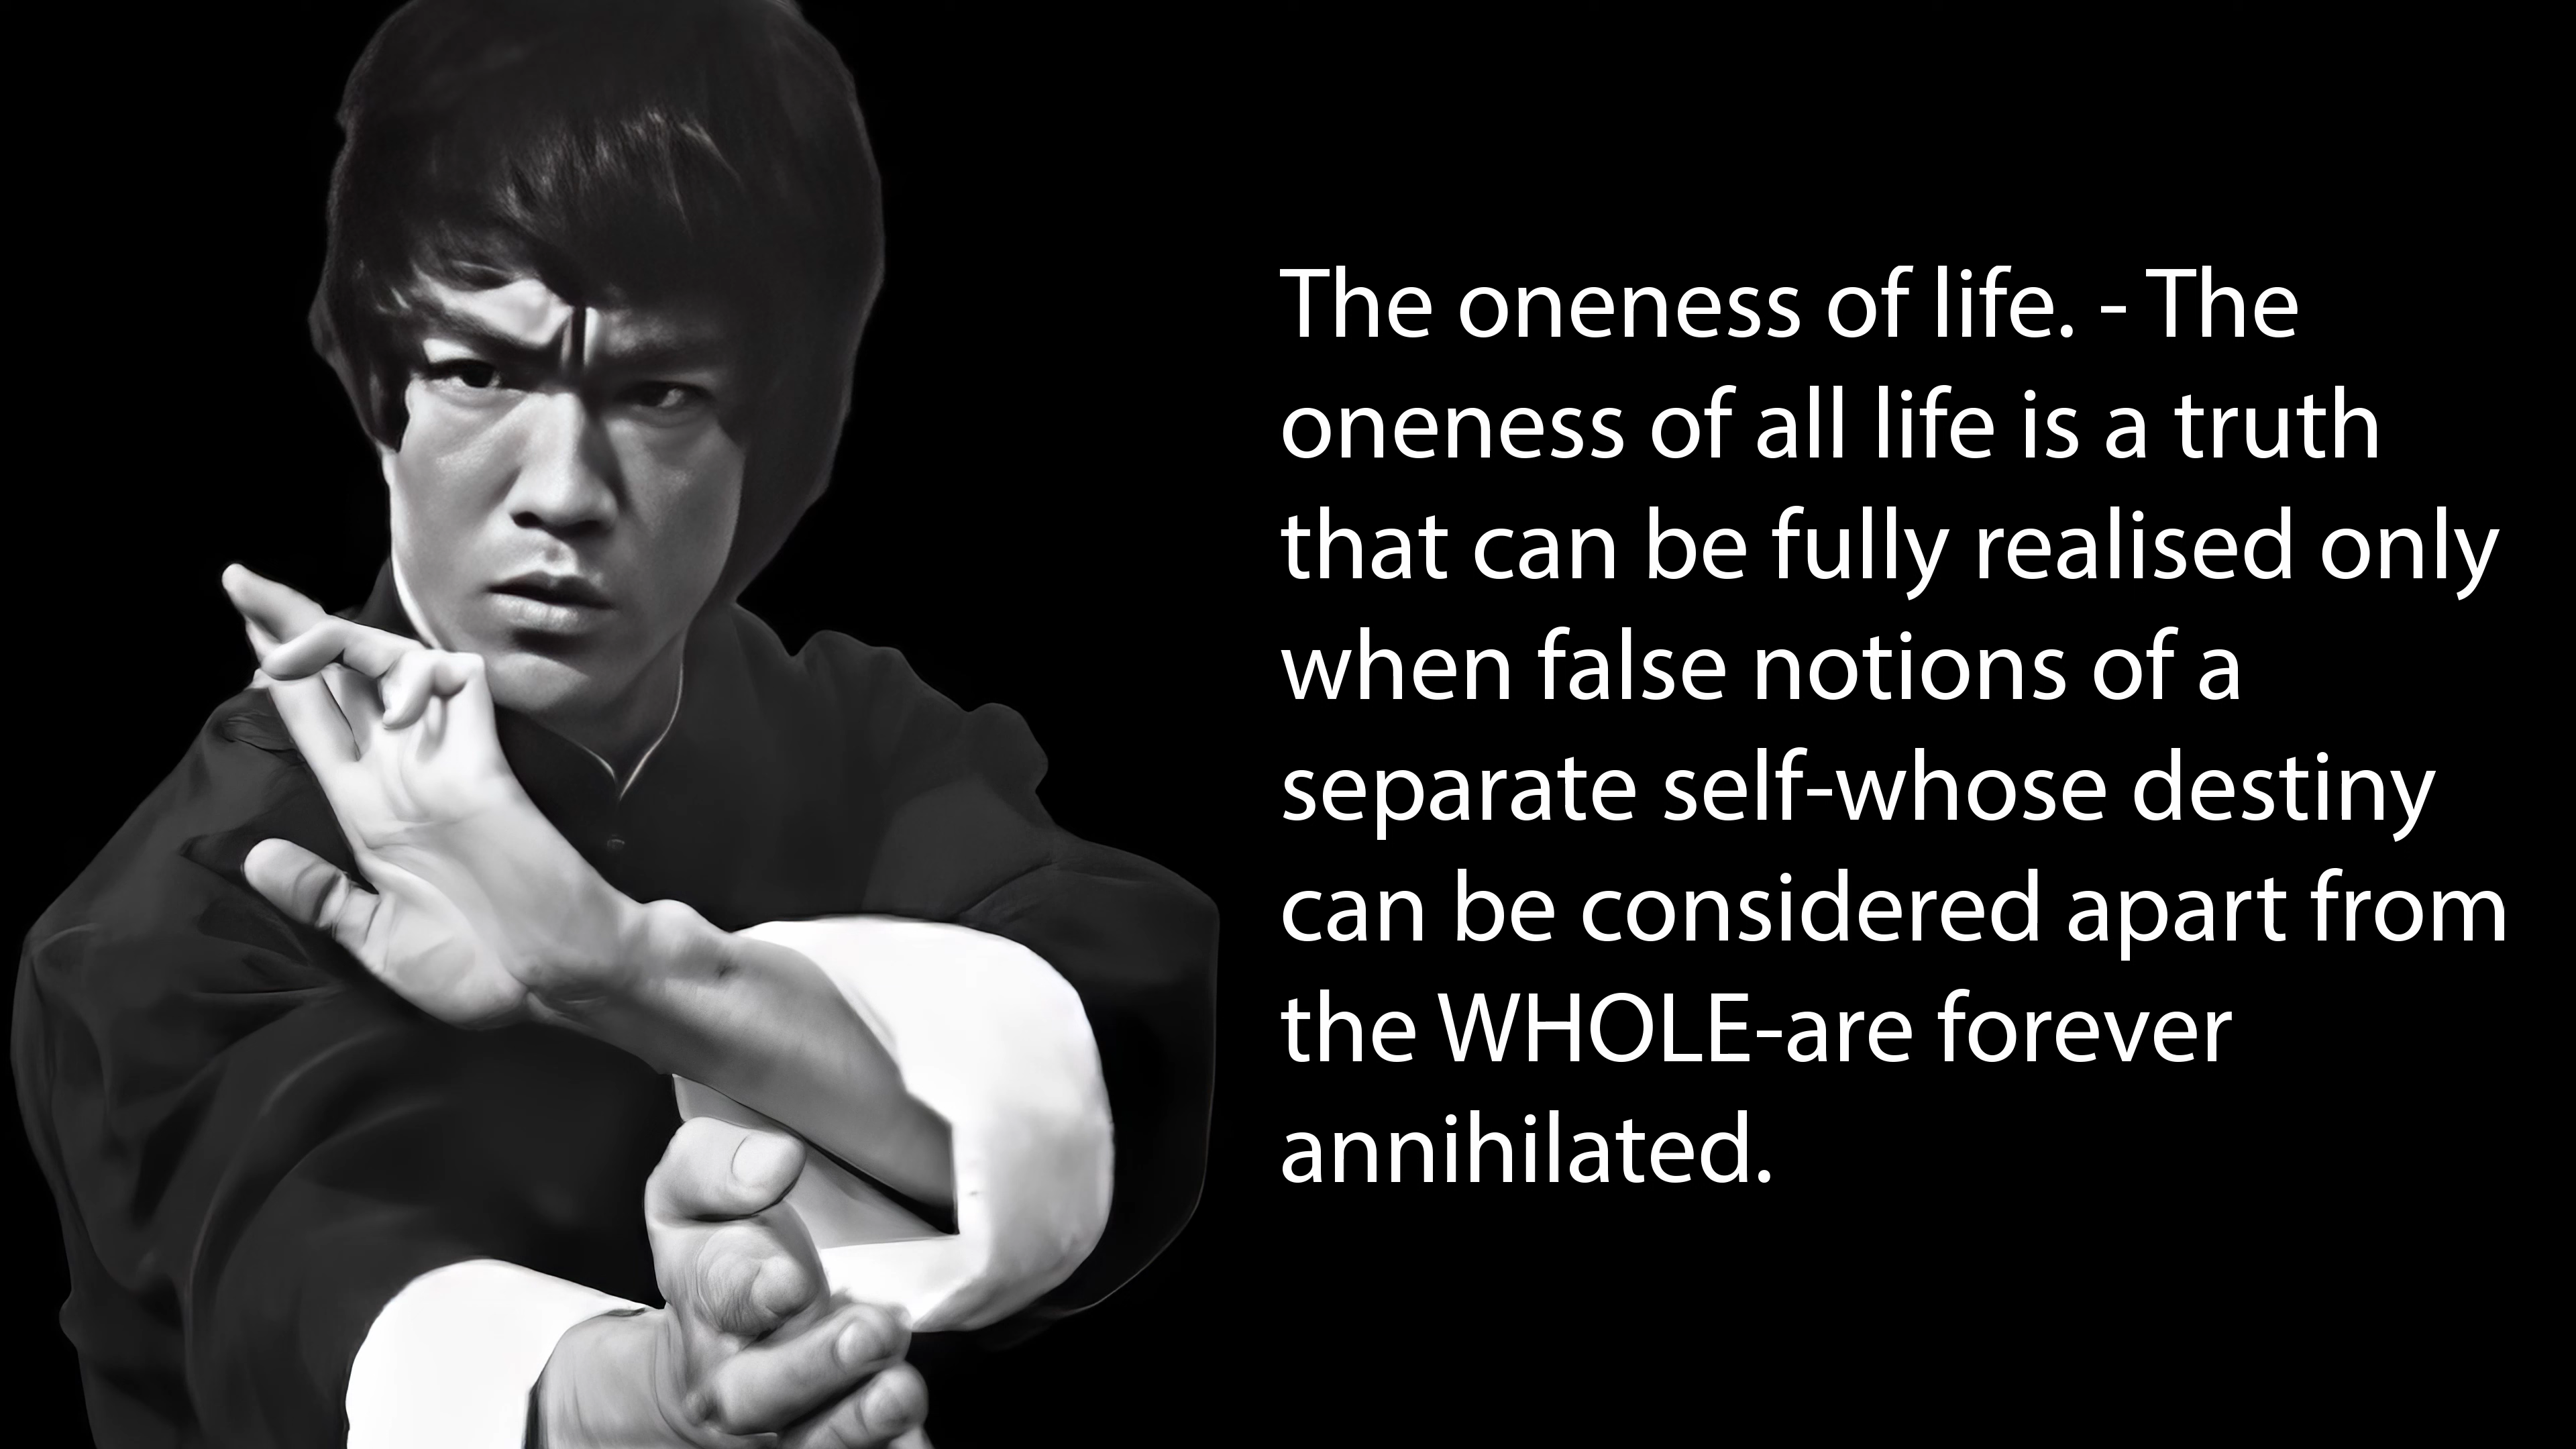 The oneness of life. - The
oneness of all life is a truth
that can be fully realised only
when false notions of a
separate self-whose destiny
can be considered apart from
the WHOLE-are forever
annihilated.